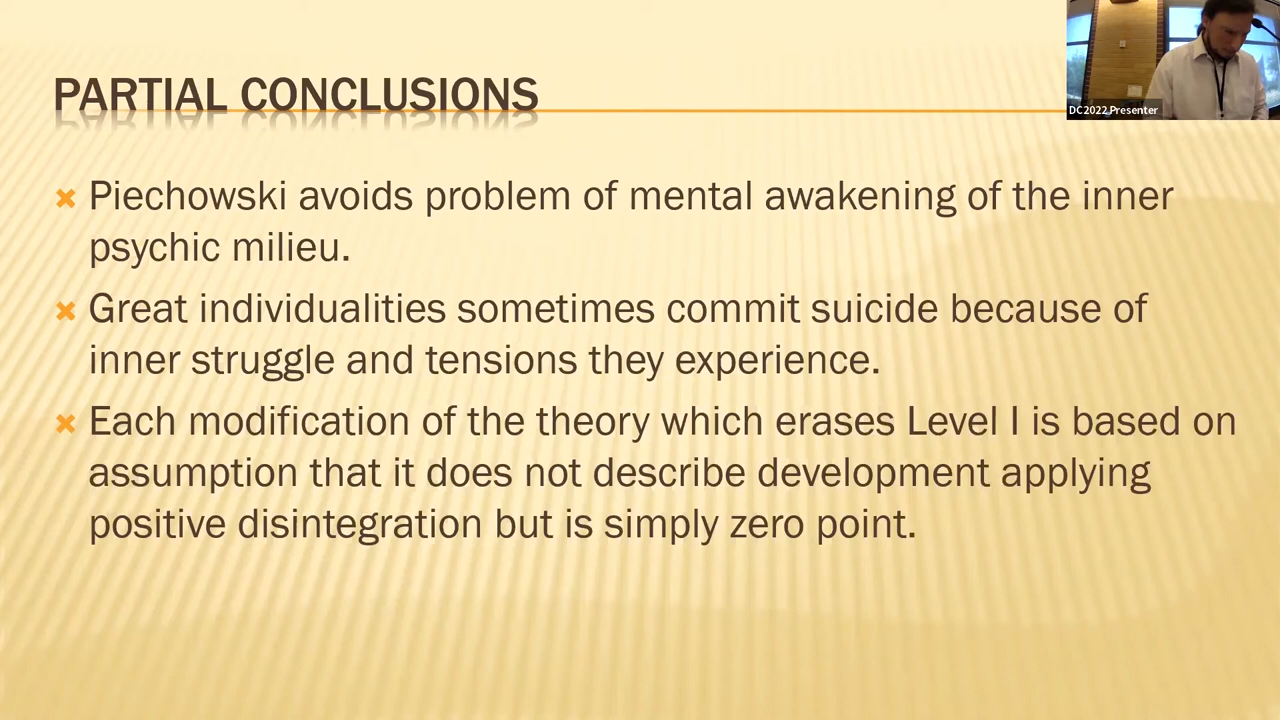 PARTIAL CONCLUSIONS
DC2022 Presenter
Piechowski avoids problem of mental awakening of the inner
psychic milieu.
Great individualities sometimes commit suicide because of
inner struggle and tensions they experience.
Each modification of the theory which erases Level I is based on
assumption that it does not describe development applying
positive disintegration but is simply zero point.